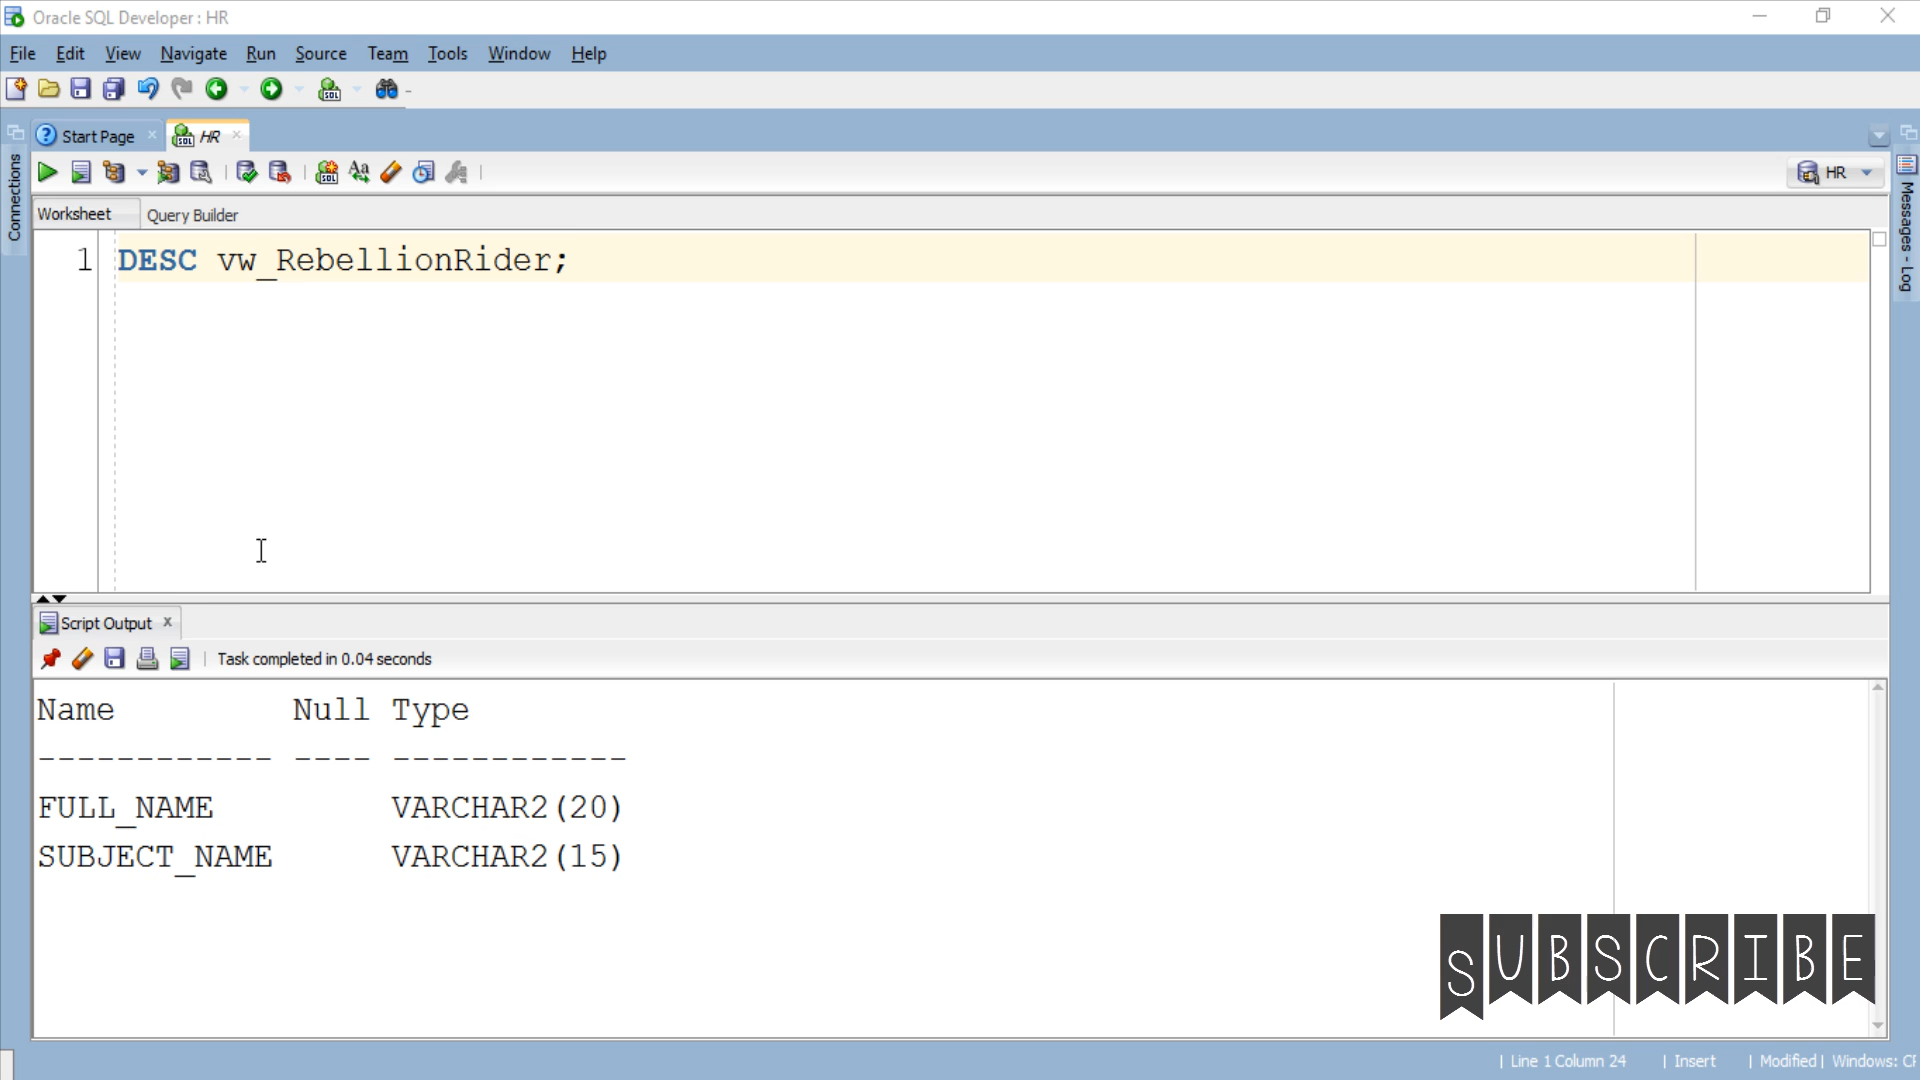 Oracle SQL Developer : HR
File Edit View Navigate Run Source Team Tools Window Help
Start Page HR
Connections
HR
Messages - Log
Worksheet Query Builder
1 DESC vw_RebellionRider;
Script Output x
Task completed in 0.04 seconds
Name Null Type
------------ ---- ------------
FULL_NAME VARCHAR2(20)
SUBJECT_NAME VARCHAR2(15)
SUBSCRIBE
| Line 1 Column 24 | Insert | Modified | Windows: CF